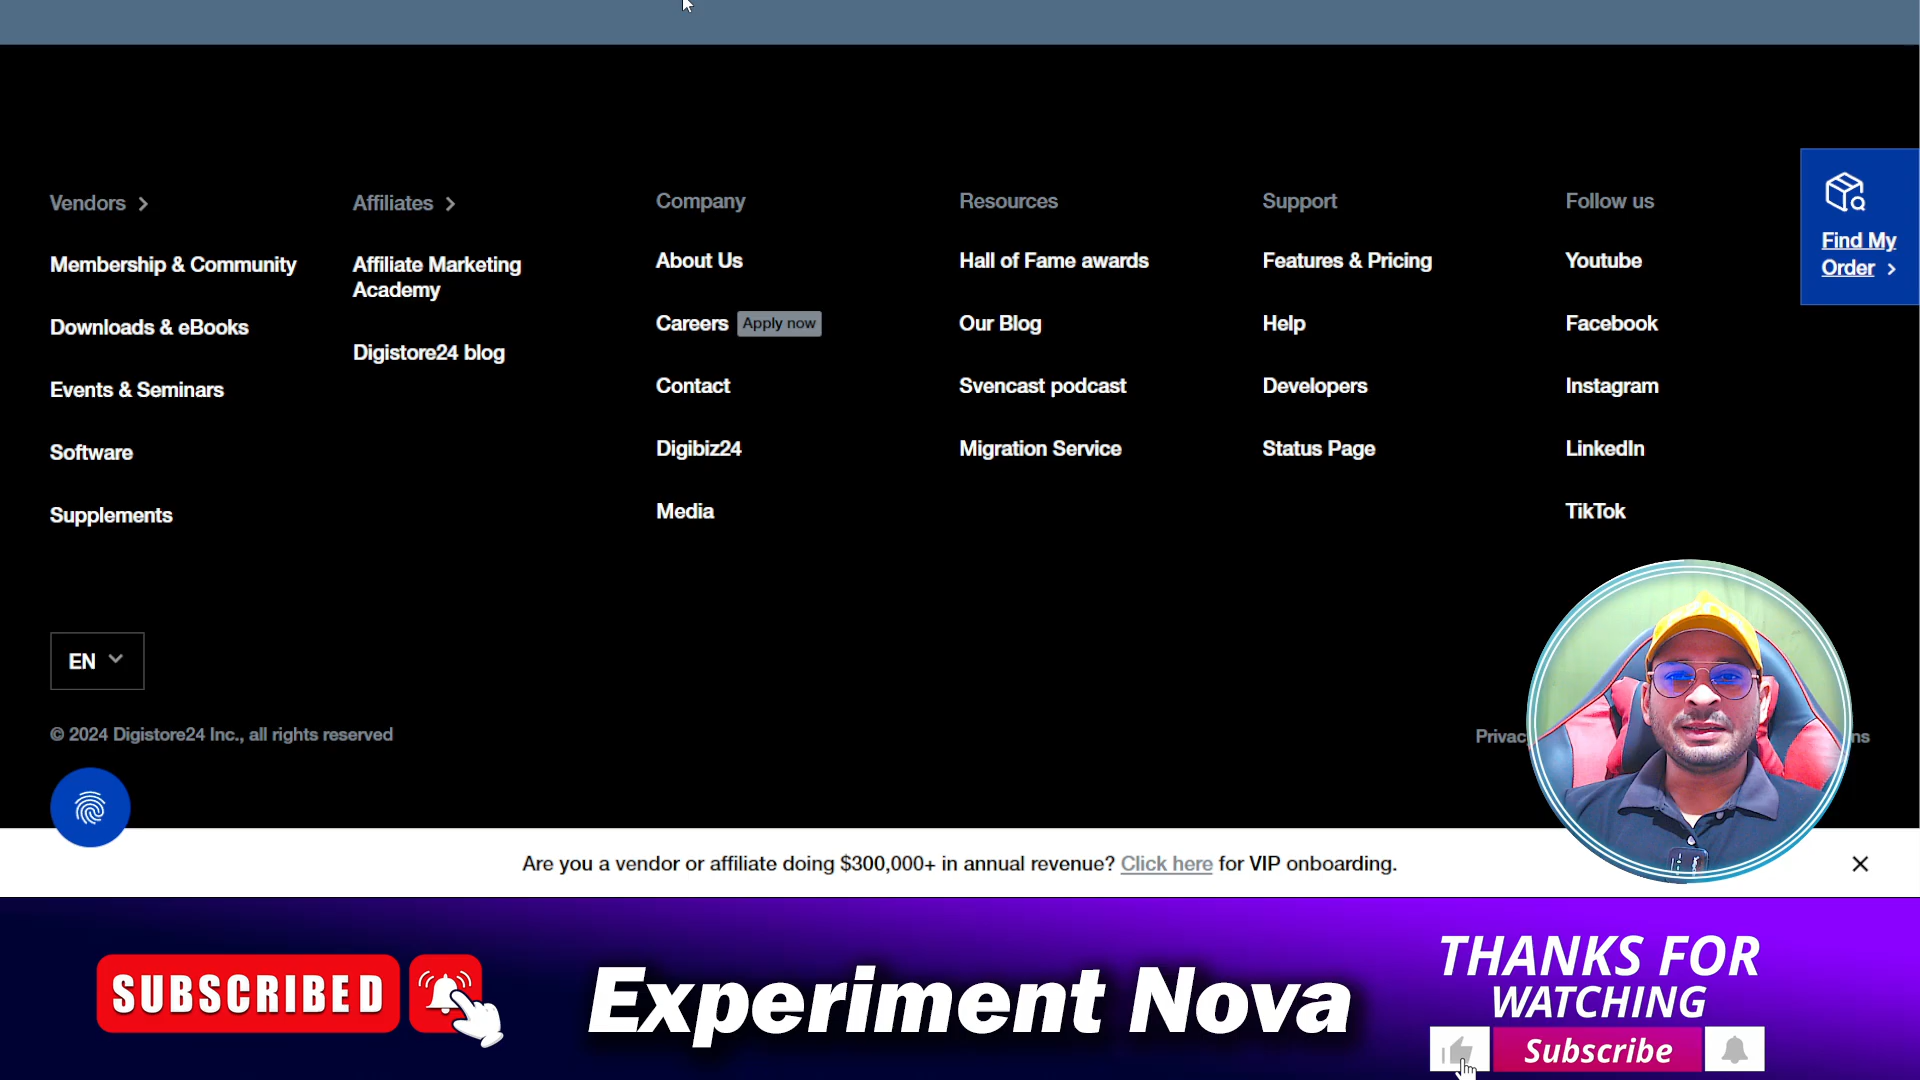 Vendors
Membership & Community
Downloads & eBooks
Events & Seminars
Software
Supplements
Affiliates
Affiliate Marketing
Academy
Digistore24 blog
Company
About Us
Careers Apply now
Contact
Digibiz24
Media
Resources
Hall of Fame awards
Our Blog
Svencast podcast
Migration Service
Support
Features & Pricing
Help
Developers
Status Page
Follow us
Youtube
Facebook
Instagram
LinkedIn
TikTok
Find My
Order
EN
© 2024 Digistore24 Inc., all rights reserved
Are you a vendor or affiliate doing $300,000+ in annual revenue? Click here for VIP onboarding.
SUBSCRIBED
Experiment Nova
THANKS FOR
WATCHING
Subscribe